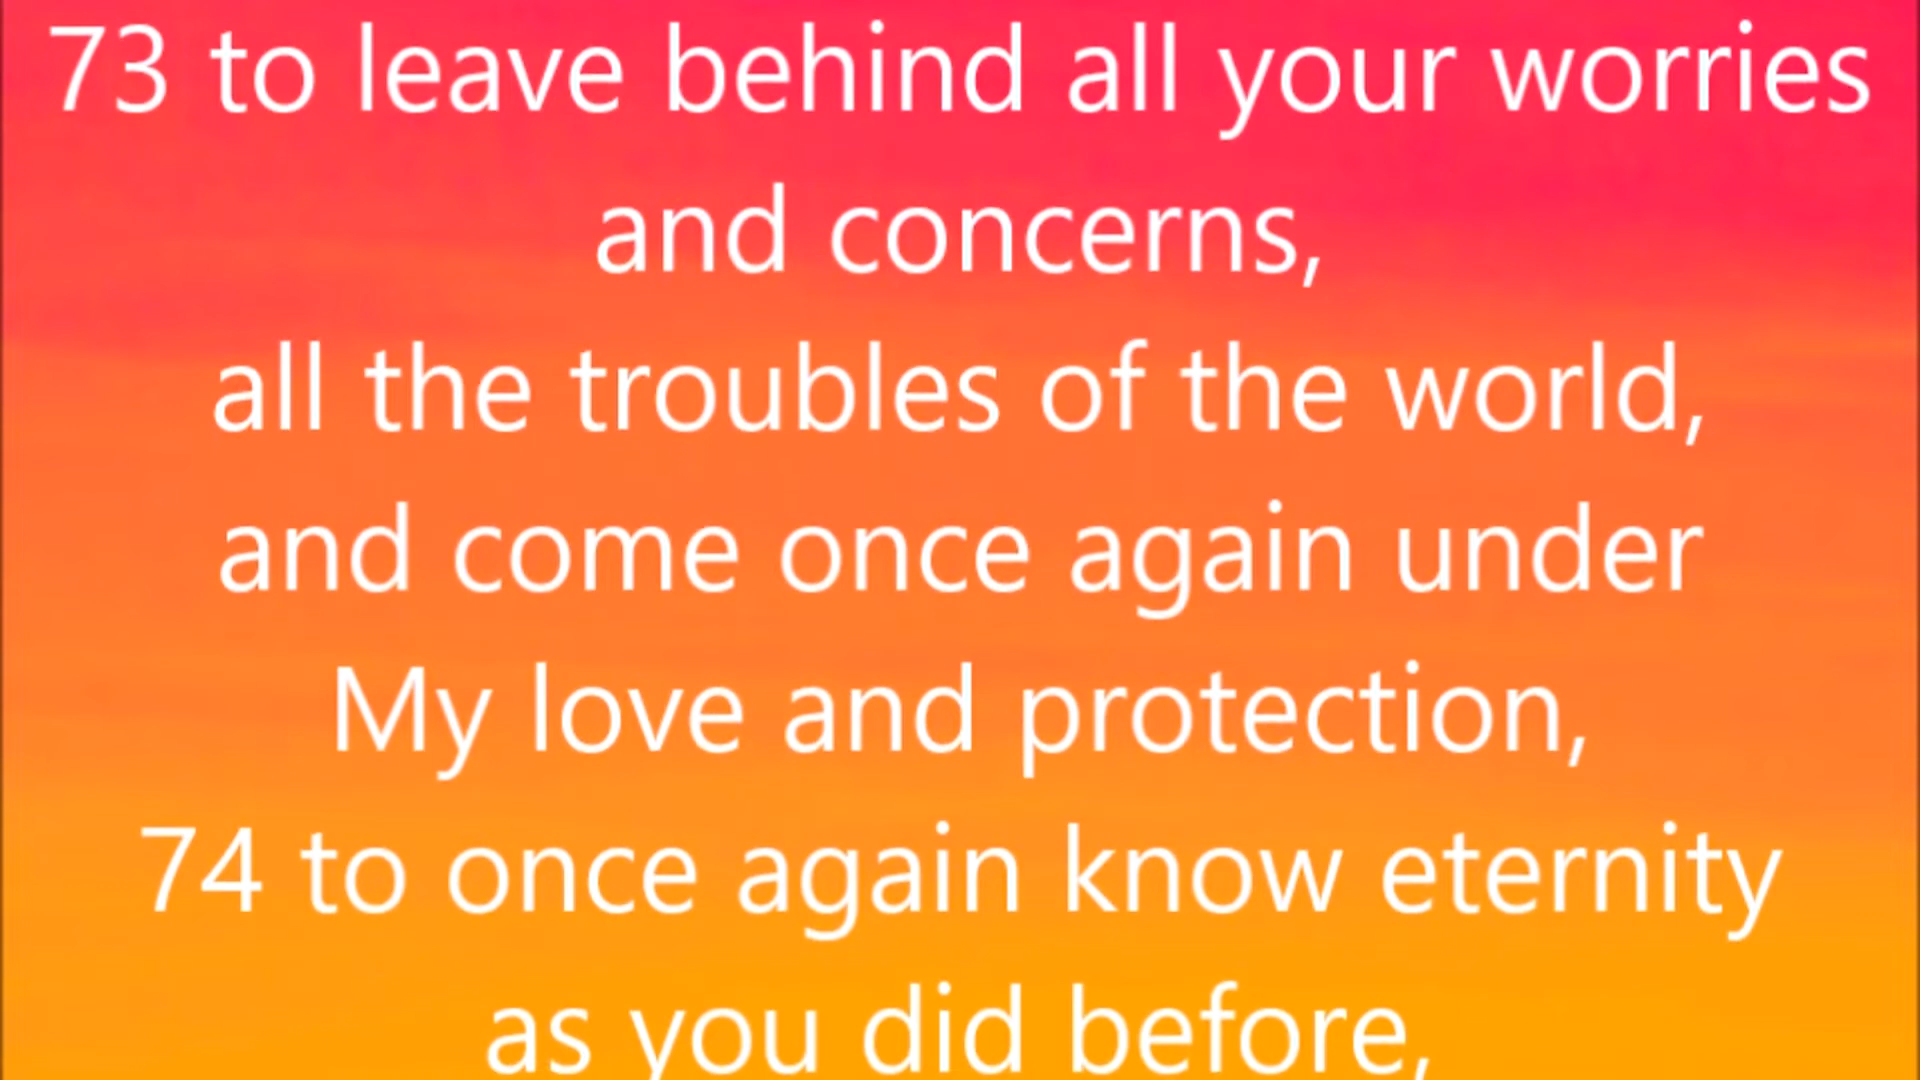 73 to leave behind all your worries
and concerns,
all the troubles of the world,
and come once again under
My love and protection,
74 to once again know eternity
as you did before,